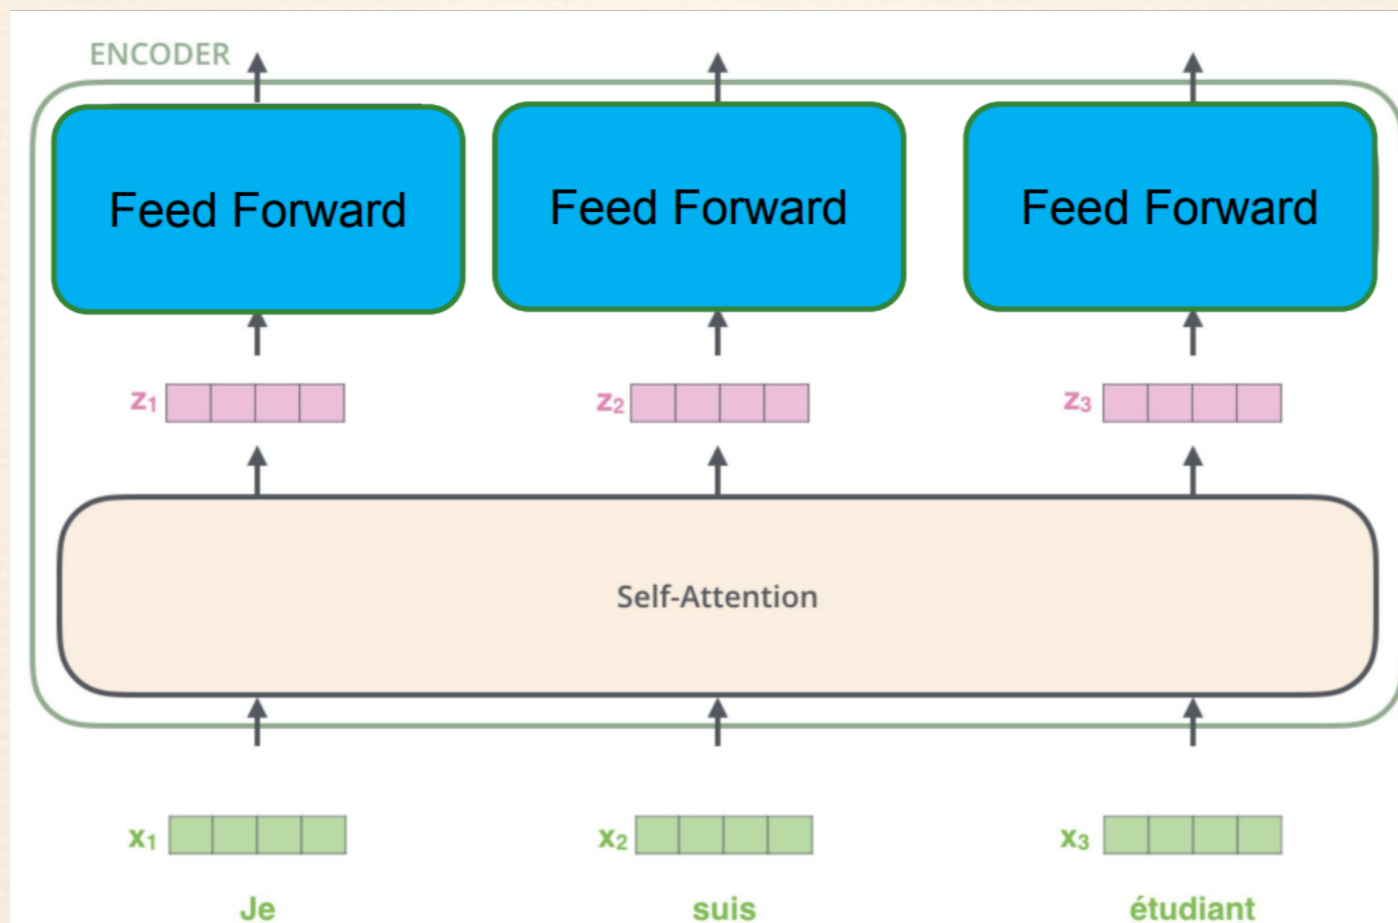 ENCODER
Feed Forward Feed Forward Feed Forward
z₁ z₂ z₃
Self-Attention
x₁ x₂ x₃
Je suis étudiant